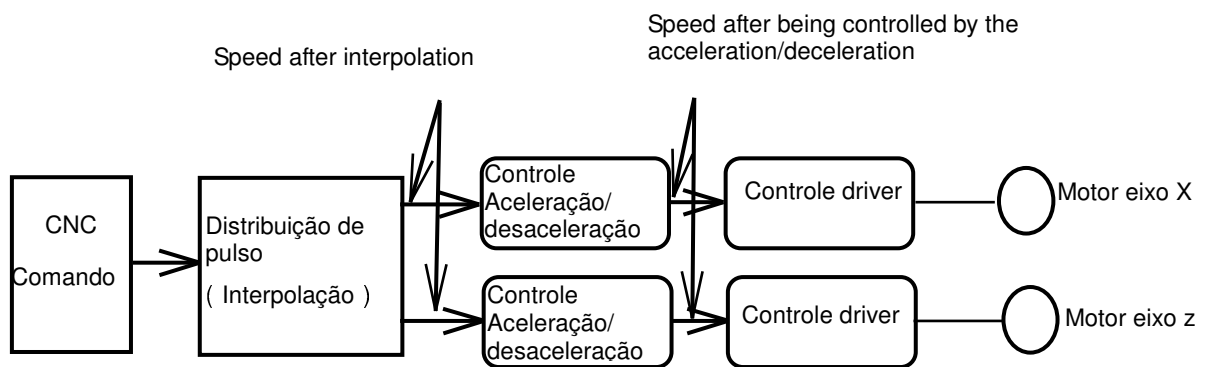 Speed after interpolation
Speed after being controlled by the
acceleration/deceleration
CNC
Comando
Distribuição de
pulso
( Interpolação )
Controle
Aceleração/
desaceleração
Controle driver
Motor eixo X
Controle
Aceleração/
desaceleração
Controle driver
Motor eixo z